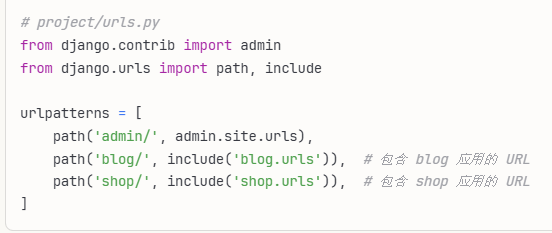 # project/urls.py
from django.contrib import admin
from django.urls import path, include

urlpatterns = [
    path('admin/', admin.site.urls),
    path('blog/', include('blog.urls')),  # 包含 blog 应用的 URL
    path('shop/', include('shop.urls')),  # 包含 shop 应用的 URL
]